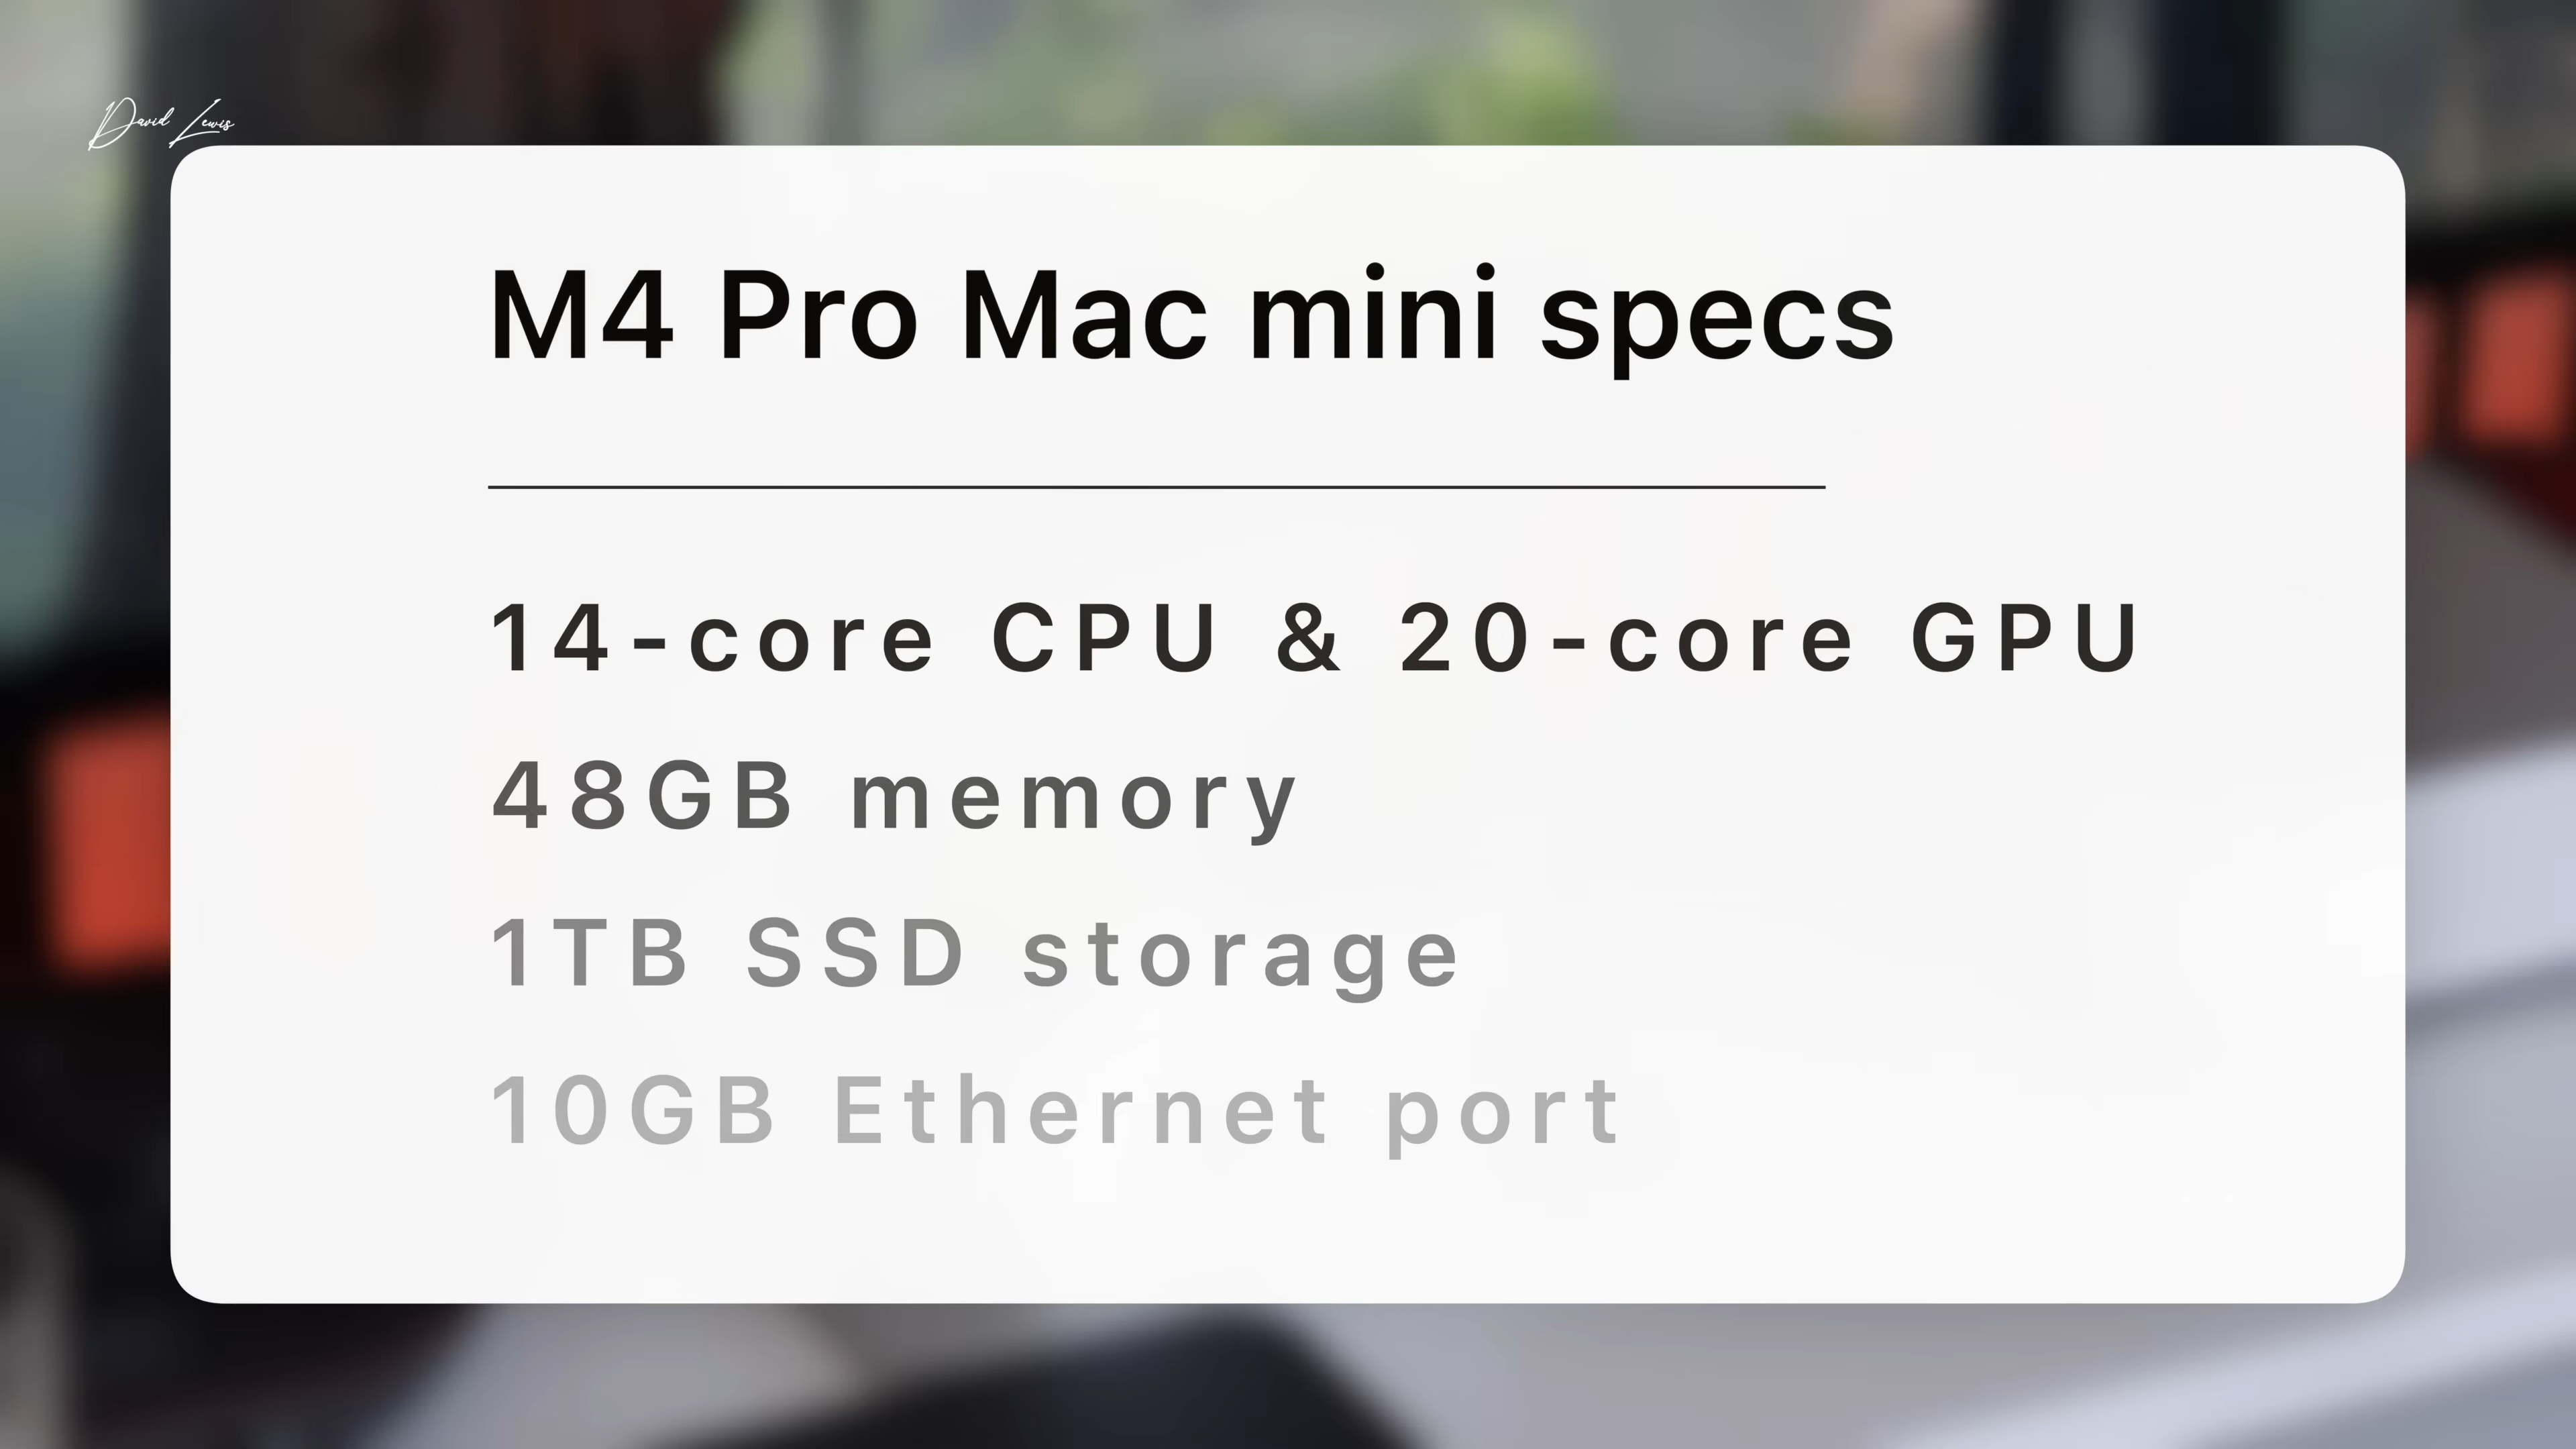 David Lewis
M4 Pro Mac mini specs
14-core CPU & 20-core GPU
48GB memory
1TB SSD storage
10GB Ethernet port